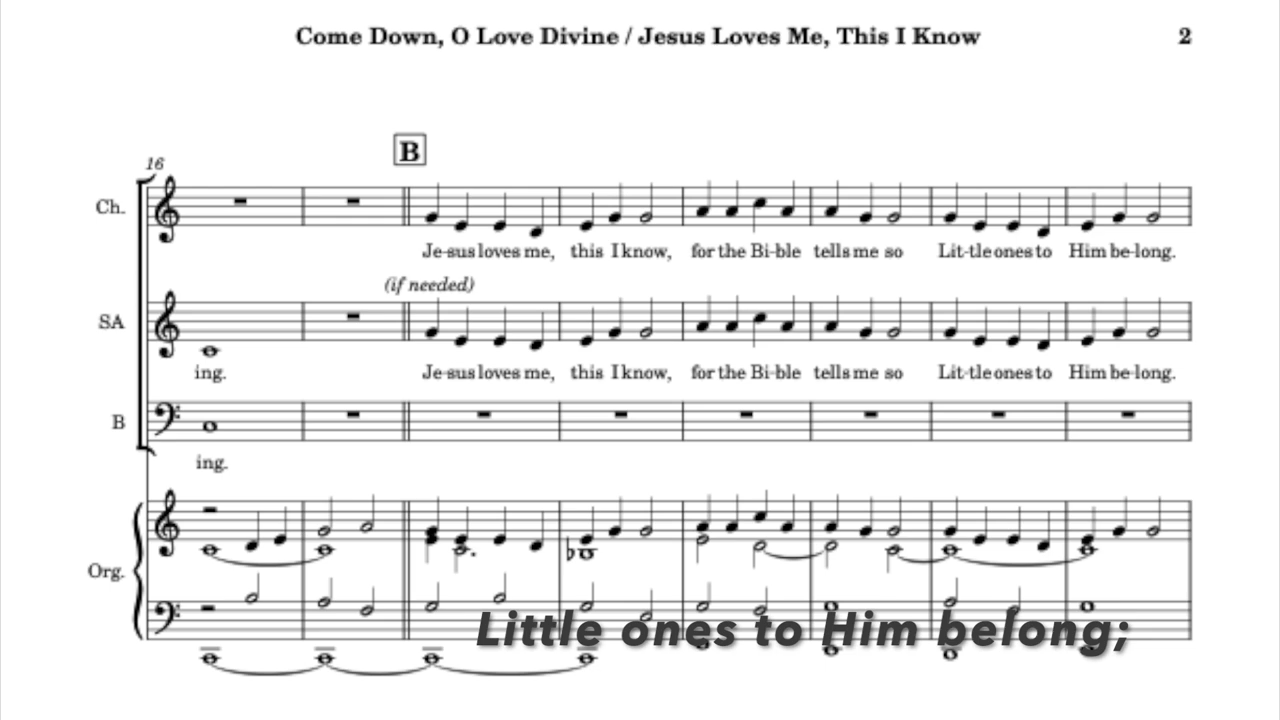 Come Down, O Love Divine / Jesus Loves Me, This I Know 2
B
16
Ch.
Je-sus loves me, this I know, for the Bi-ble tells me so Lit-tle ones to Him be-long.
(if needed)
SA
ing. Je-sus loves me, this I know, for the Bi-ble tells me so Lit-tle ones to Him be-long.
B
ing.
Org.
Little ones to Him belong;